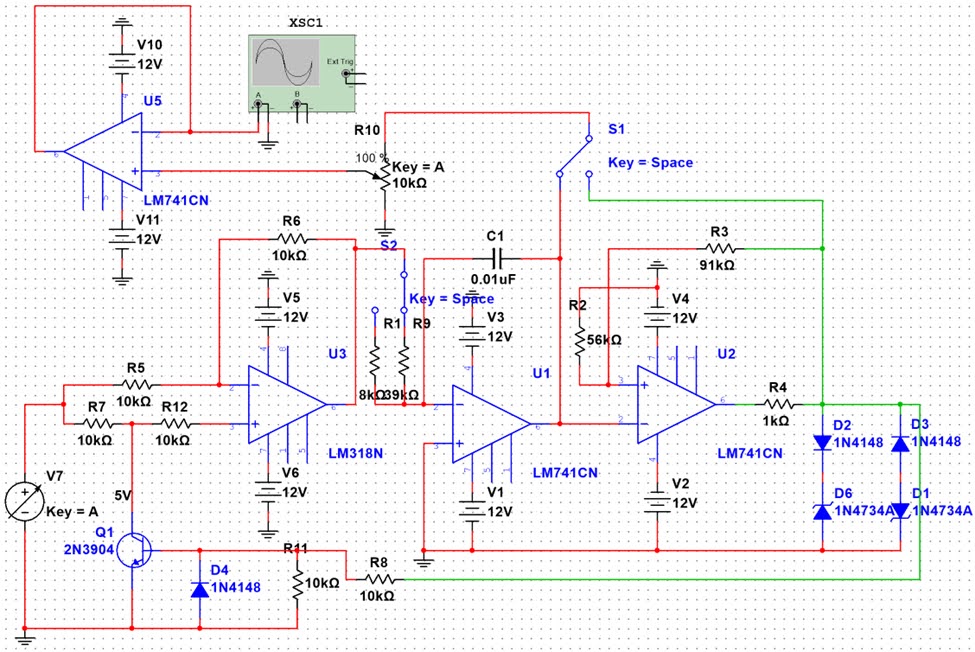 XSC1
V10
12V
Ext Trig
A
B
U5
R10
S1
100 %
Key = A
Key = Space
10kΩ
LM741CN
V11
12V
R6
S2
C1
R3
10kΩ
91kΩ
0.01uF
V5
Key = Space
R2
V4
12V
R1
R9
V3
12V
12V
56kΩ
U3
U2
R5
U1
10kΩ
8kΩ
39kΩ
R4
R7
R12
1kΩ
10kΩ
10kΩ
D2
D3
1N4148
1N4148
LM318N
LM741CN
LM741CN
V7
V6
V1
V2
D6
D1
5V
12V
12V
12V
1N4734A
1N4734A
Key = A
Q1
2N3904
R11
R8
D4
1N4148
10kΩ
10kΩ